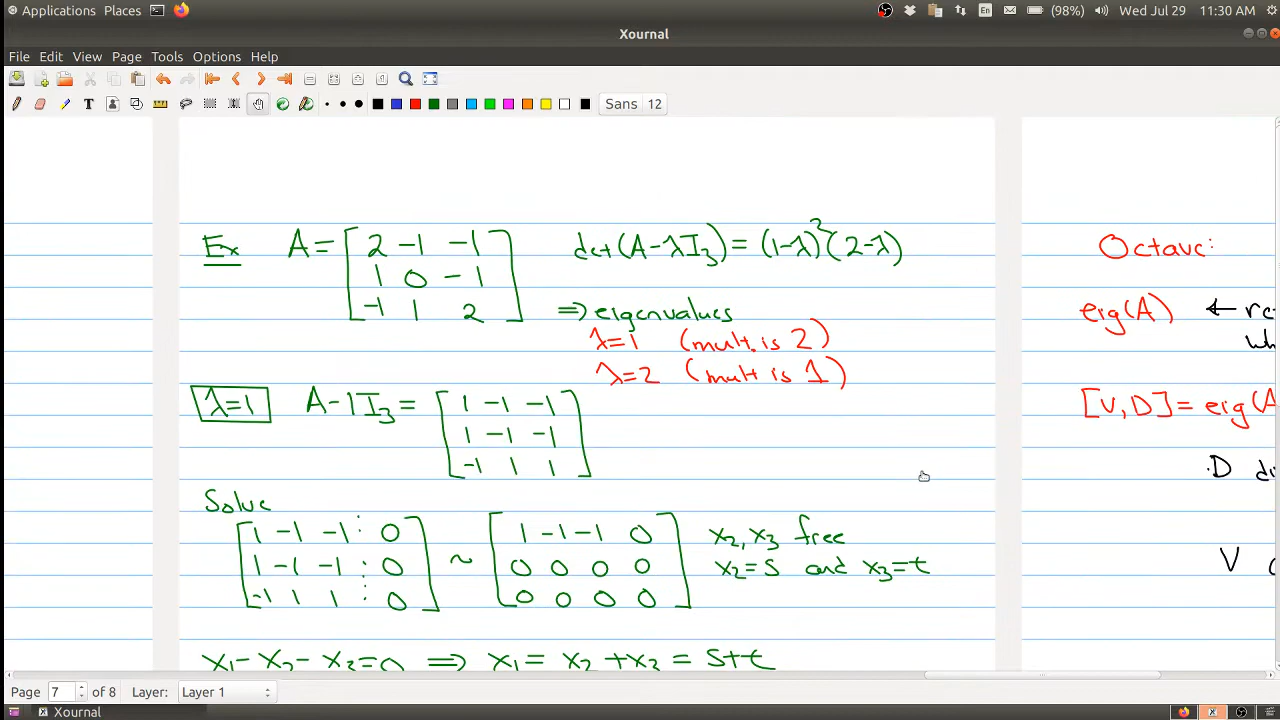 Applications Places (98%) Wed Jul 29 11:30 AM
En
Xournal
File Edit View Page Tools Options Help
Sans 12
Ex A = [2 -1 -1
1 0 -1
-1 1 2]
det(A-λI₃) = (1-λ)²(2-λ)
⇒ eigenvalues
λ=1 (mult. is 2)
λ=2 (mult is 1)
λ=1 A-1I₃ = [1 -1 -1
1 -1 -1
-1 1 1]
Solve
[1 -1 -1 ⋮ 0
1 -1 -1 ⋮ 0
-1 1 1 ⋮ 0]
~ [1 -1 -1 0
0 0 0 0
0 0 0 0]
x₂, x₃ free
x₂=s and x₃=t
x₁ = x₂ + x₃ = s+t
Octave:
eig(A) ←
[V,D] = eig(A
D
V
Page 7 of 8 Layer: Layer 1
Xournal